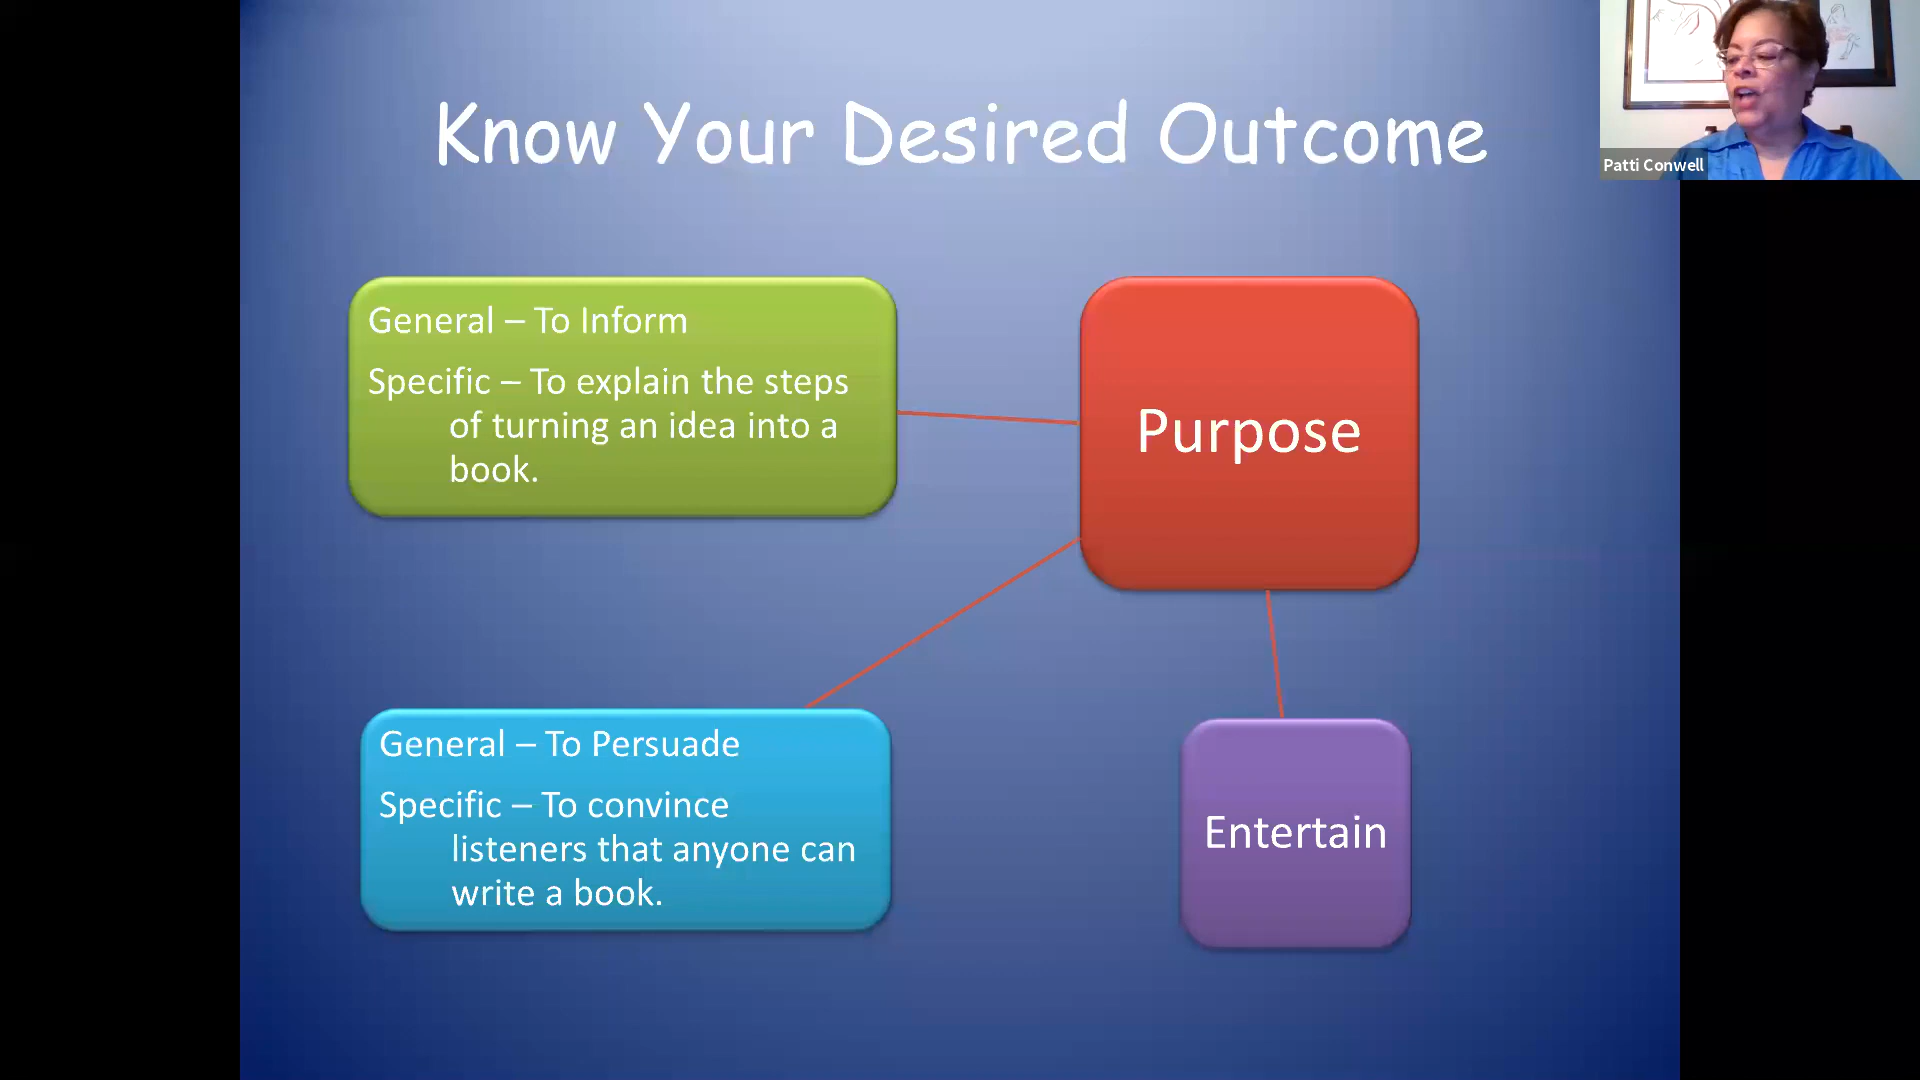 Know Your Desired Outcome
Patti Conwell
General – To Inform
Specific – To explain the steps
of turning an idea into a
book.
Purpose
General – To Persuade
Specific – To convince
listeners that anyone can
write a book.
Entertain